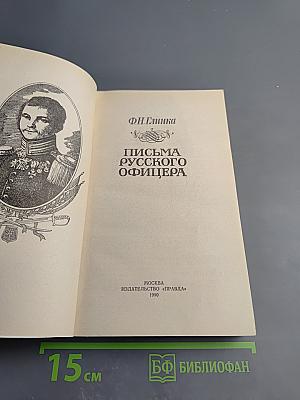 Ф.Н.Глинка
ПИСЬМА
РУССКОГО
ОФИЦЕРА
МОСКВА
ИЗДАТЕЛЬСТВО «ПРАВДА»
1990
15 см
БФ БИБЛИОФАН